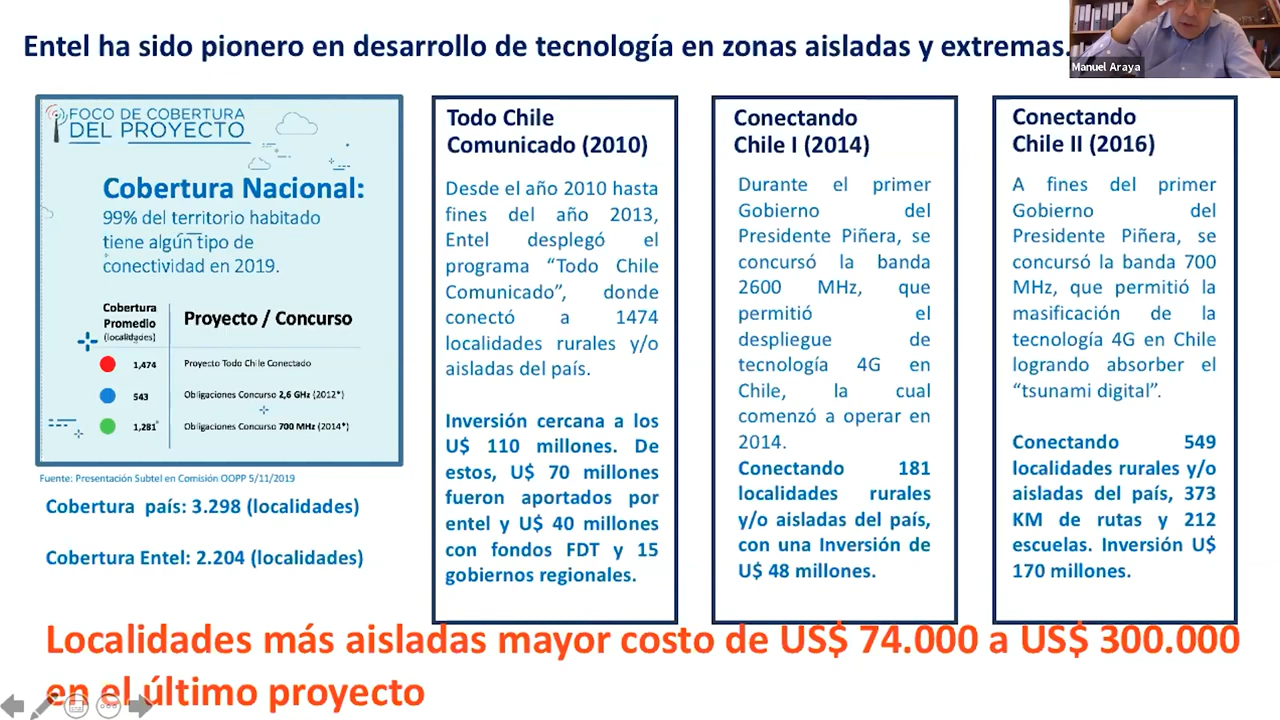 Entel ha sido pionero en desarrollo de tecnología en zonas aisladas y extremas.
Manuel Araya
FOCO DE COBERTURA
DEL PROYECTO
Cobertura Nacional:
99% del territorio habitado
tiene algún tipo de
conectividad en 2019.
Cobertura
Promedio
(localidades)
Proyecto / Concurso
1,474
Proyecto Todo Chile Conectado
543
Obligaciones Concurso 2,6 GHz (2012*)
1,281*
Obligaciones Concurso 700 MHz (2014*)
Fuente: Presentación Subtel en Comisión OOPP 5/11/2019
Cobertura país: 3.298 (localidades)
Cobertura Entel: 2.204 (localidades)
Todo Chile
Comunicado (2010)
Desde el año 2010 hasta
fines del año 2013,
Entel desplegó el
programa “Todo Chile
Comunicado”, donde
conectó a 1474
localidades rurales y/o
aisladas del país.
Inversión cercana a los
U$ 110 millones. De
estos, U$ 70 millones
fueron aportados por
entel y U$ 40 millones
con fondos FDT y 15
gobiernos regionales.
Conectando
Chile I (2014)
Durante el primer
Gobierno del
Presidente Piñera, se
concursó la banda
2600 MHz, que
permitió el
despliegue de
tecnología 4G en
Chile, la cual
comenzó a operar en
2014.
Conectando 181
localidades rurales
y/o aisladas del país,
con una Inversión de
U$ 48 millones.
Conectando
Chile II (2016)
A fines del primer
Gobierno del
Presidente Piñera, se
concursó la banda 700
MHz, que permitió la
masificación de la
tecnología 4G en Chile
logrando absorber el
“tsunami digital”.
Conectando 549
localidades rurales y/o
aisladas del país, 373
KM de rutas y 212
escuelas. Inversión U$
170 millones.
Localidades más aisladas mayor costo de US$ 74.000 a US$ 300.000
en el último proyecto